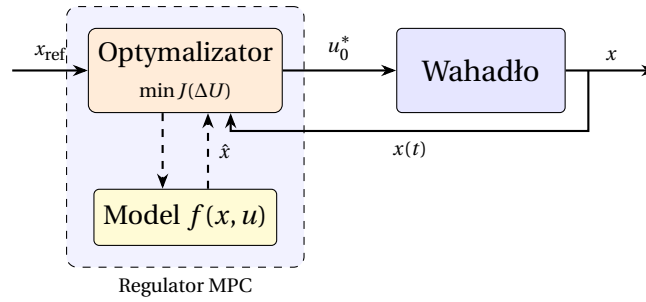 x_ref
Optymalizator
min J(ΔU)
u_0^*
Wahadło
x
x̂
x(t)
Model f(x, u)
Regulator MPC